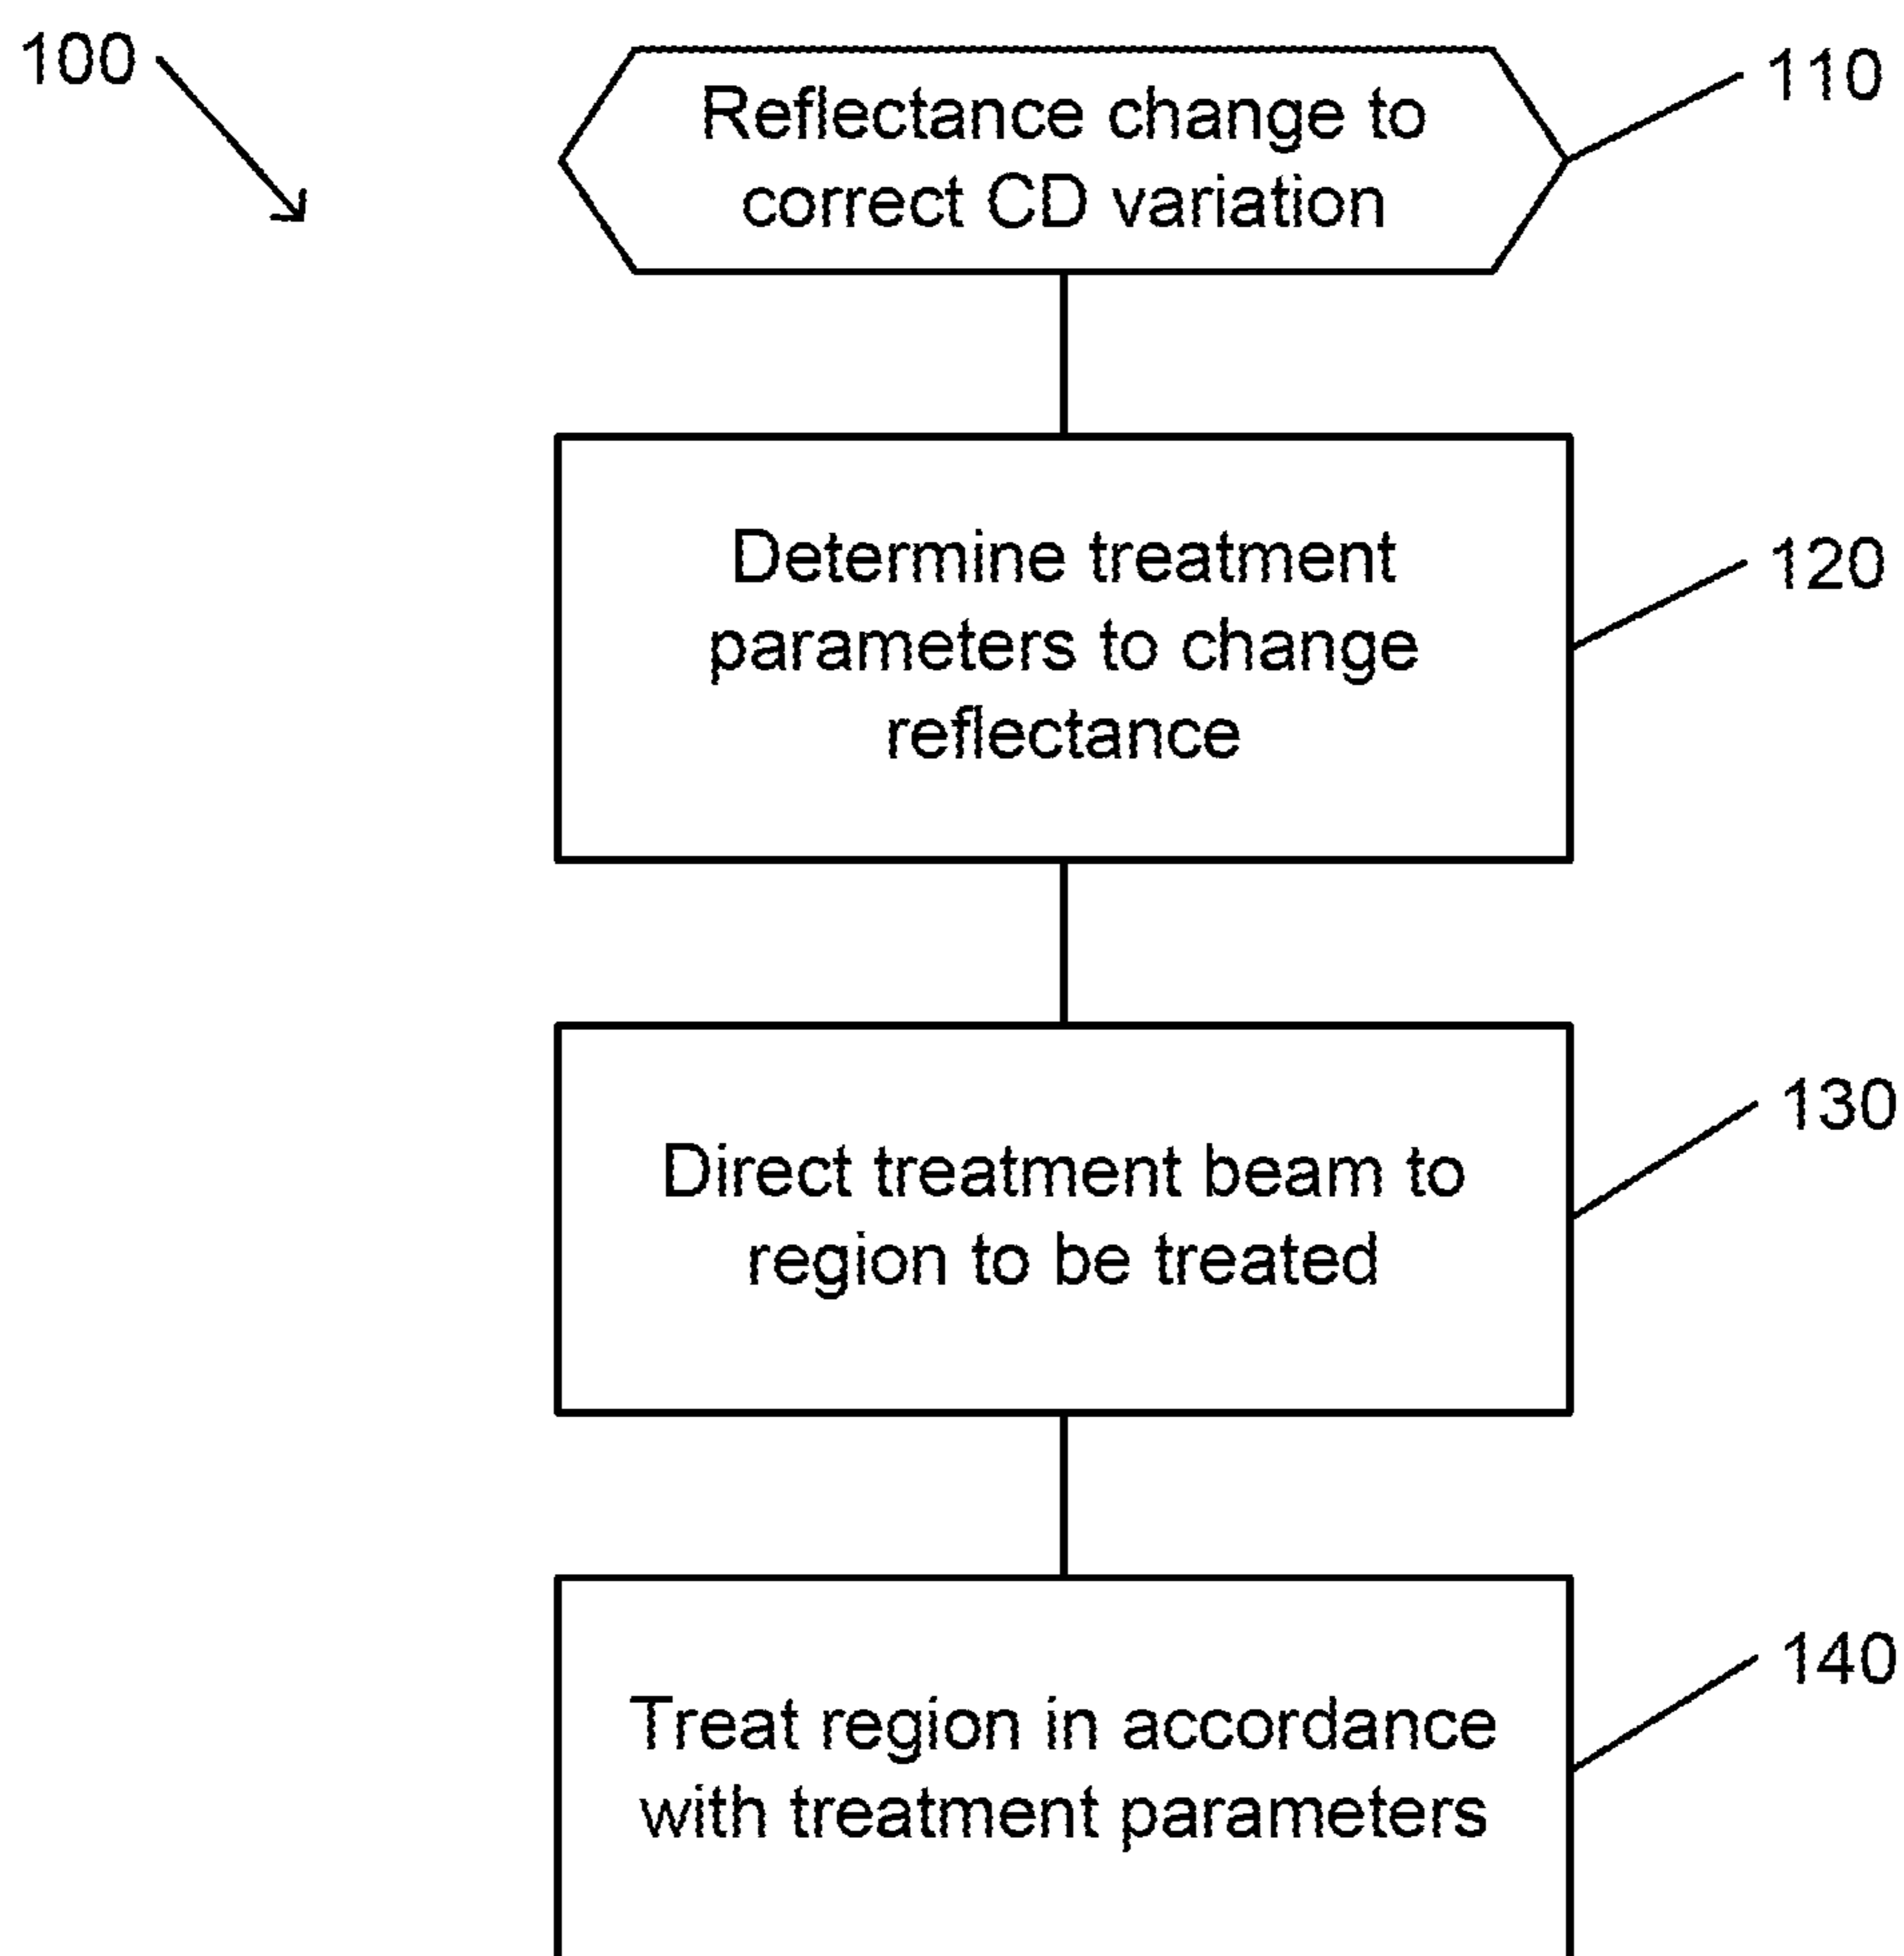 100
Reflectance change to
correct CD variation
110
Determine treatment
parameters to change
reflectance
120
Direct treatment beam to
region to be treated
130
Treat region in accordance
with treatment parameters
140